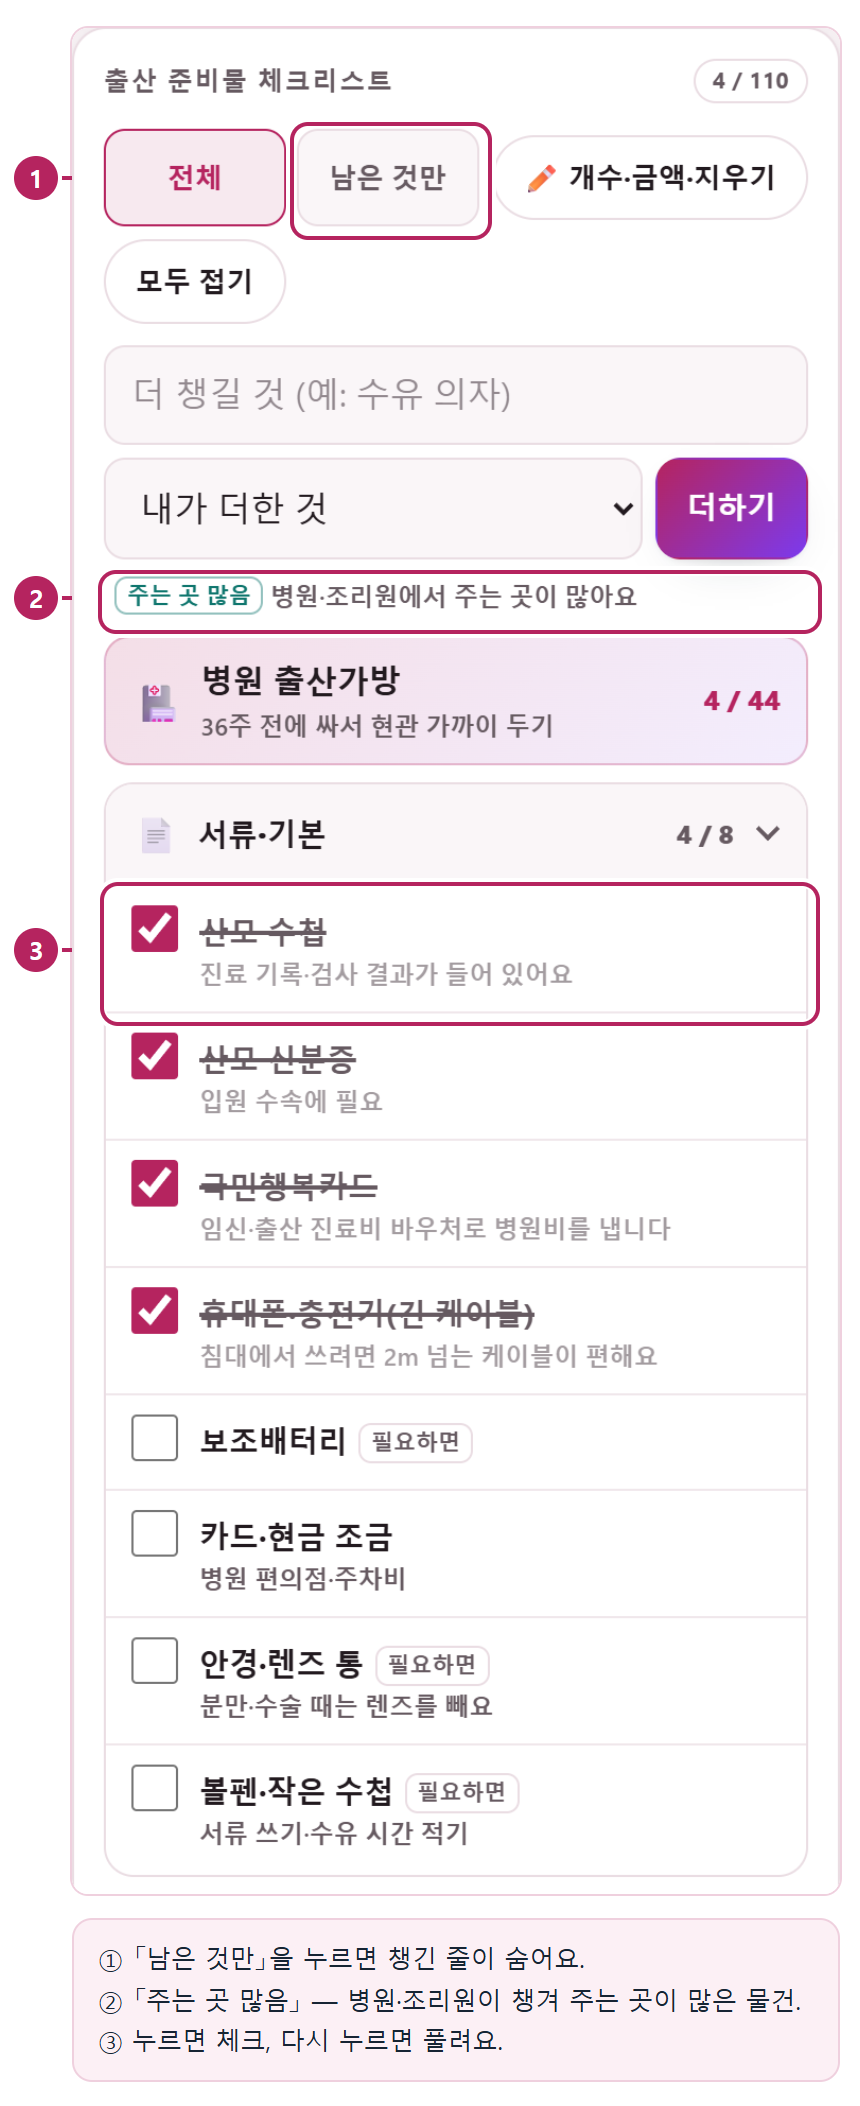 출산 준비물 체크리스트
4 / 110
1
전체
남은 것만
개수·금액·지우기
모두 접기
더 챙길 것 (예: 수유 의자)
내가 더한 것
더하기
2
주는 곳 많음 병원·조리원에서 주는 곳이 많아요
병원 출산가방
36주 전에 싸서 현관 가까이 두기
4 / 44
서류·기본
4 / 8
3
산모 수첩
진료 기록·검사 결과가 들어 있어요
산모 신분증
입원 수속에 필요
국민행복카드
임신·출산 진료비 바우처로 병원비를 냅니다
휴대폰·충전기(긴 케이블)
침대에서 쓰려면 2m 넘는 케이블이 편해요
보조배터리 필요하면
카드·현금 조금
병원 편의점·주차비
안경·렌즈 통 필요하면
분만·수술 때는 렌즈를 빼요
볼펜·작은 수첩 필요하면
서류 쓰기·수유 시간 적기
① 「남은 것만」을 누르면 챙긴 줄이 숨어요.
② 「주는 곳 많음」 — 병원·조리원이 챙겨 주는 곳이 많은 물건.
③ 누르면 체크, 다시 누르면 풀려요.